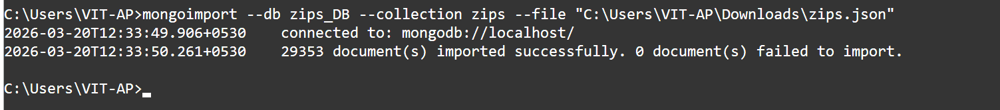 C:\Users\VIT-AP>mongoimport --db zips_DB --collection zips --file "C:\Users\VIT-AP\Downloads\zips.json"
2026-03-20T12:33:49.906+0530    connected to: mongodb://localhost/
2026-03-20T12:33:50.261+0530    29353 document(s) imported successfully. 0 document(s) failed to import.
C:\Users\VIT-AP>